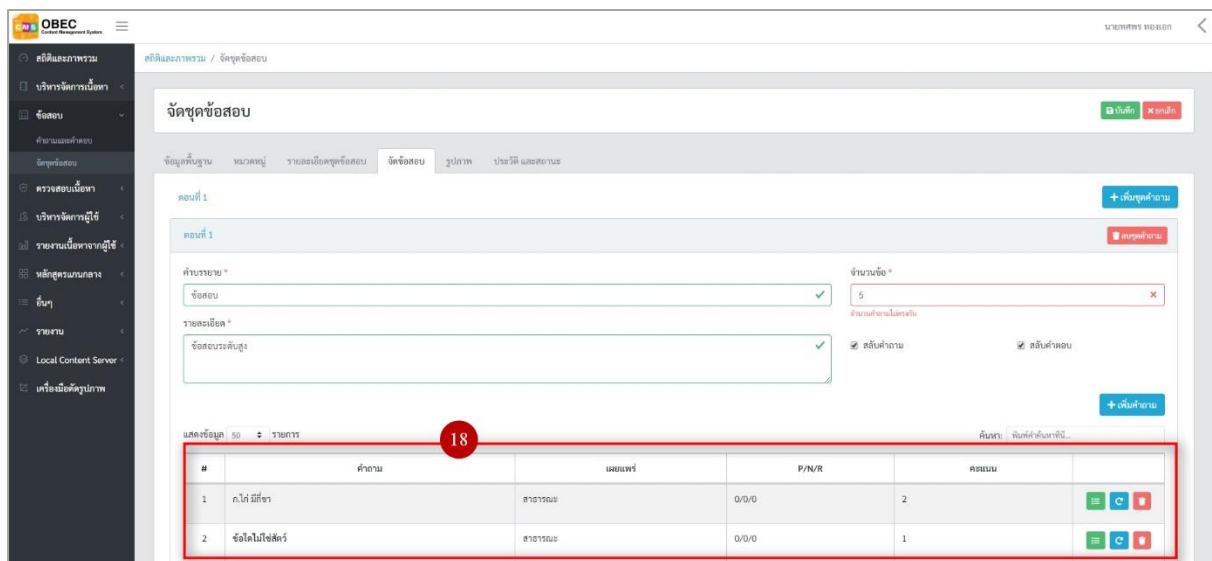 CMS OBEC
Content Management System
นายทศพร ทองเอก
สถิติและภาพรวม
บริหารจัดการเนื้อหา
ข้อสอบ
คำถามและคำตอบ
จัดชุดข้อสอบ
ตรวจสอบเนื้อหา
บริหารจัดการผู้ใช้
รายงานเนื้อหาจากผู้ใช้
หลักสูตรแกนกลาง
อื่นๆ
รายงาน
Local Content Server
เครื่องมือตัดรูปภาพ
สถิติและภาพรวม / จัดชุดข้อสอบ
จัดชุดข้อสอบ
บันทึก ยกเลิก
ข้อมูลพื้นฐาน หมวดหมู่ รายละเอียดชุดข้อสอบ จัดข้อสอบ รูปภาพ ประวัติ และสถานะ
ตอนที่ 1 + เพิ่มชุดคำถาม
ตอนที่ 1 ลบชุดคำถาม
คำบรรยาย * จำนวนข้อ *
ข้อสอบ 5
จำนวนคำถามไม่ตรงกัน
รายละเอียด *
ข้อสอบระดับสูง สลับคำถาม สลับคำตอบ
+ เพิ่มคำถาม
แสดงข้อมูล 50 รายการ ค้นหา: พิมพ์คำค้นหาที่นี่...
18
# คำถาม เผยแพร่ P/N/R คะแนน
1 ก.ไก่ มีกี่ขา สาธารณะ 0/0/0 2
2 ข้อใดไม่ใช่สัตว์ สาธารณะ 0/0/0 1